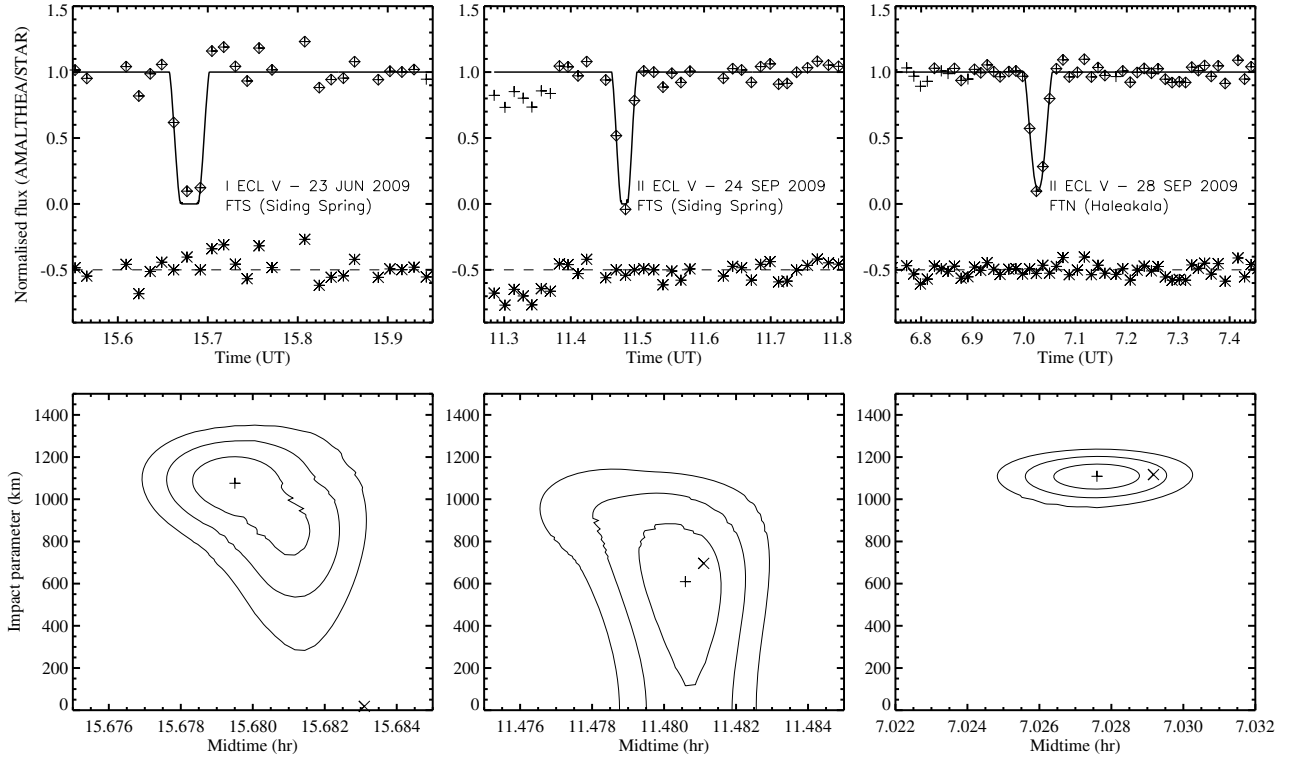 Normalised flux (AMALTHEA/STAR)
1.5
1.0
0.5
0.0
-0.5
I ECL V – 23 JUN 2009
FTS (Siding Spring)
15.6 15.7 15.8 15.9
Time (UT)
1.5
1.0
0.5
0.0
-0.5
II ECL V – 24 SEP 2009
FTS (Siding Spring)
11.3 11.4 11.5 11.6 11.7 11.8
Time (UT)
1.5
1.0
0.5
0.0
-0.5
II ECL V – 28 SEP 2009
FTN (Haleakala)
6.8 6.9 7.0 7.1 7.2 7.3 7.4
Time (UT)
Impact parameter (km)
1400
1200
1000
800
600
400
200
0
15.676 15.678 15.680 15.682 15.684
Midtime (hr)
1400
1200
1000
800
600
400
200
0
11.476 11.478 11.480 11.482 11.484
Midtime (hr)
1400
1200
1000
800
600
400
200
0
7.022 7.024 7.026 7.028 7.030 7.032
Midtime (hr)